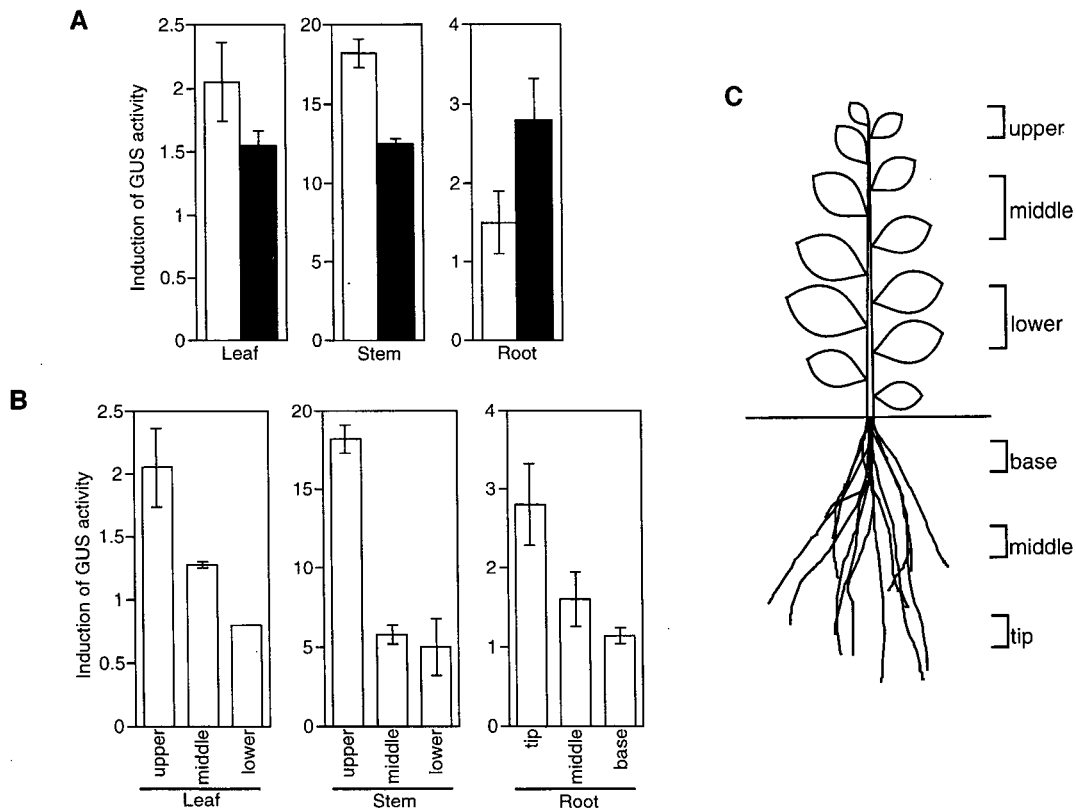 A
Induction of GUS activity
2.5
2
1.5
1
0.5
0
Leaf
20
15
10
5
0
Stem
4
3
2
1
0
Root
B
Induction of GUS activity
2.5
2
1.5
1
0.5
0
upper
middle
lower
Leaf
20
15
10
5
0
upper
middle
lower
Stem
4
3
2
1
0
tip
middle
base
Root
C
upper
middle
lower
base
middle
tip